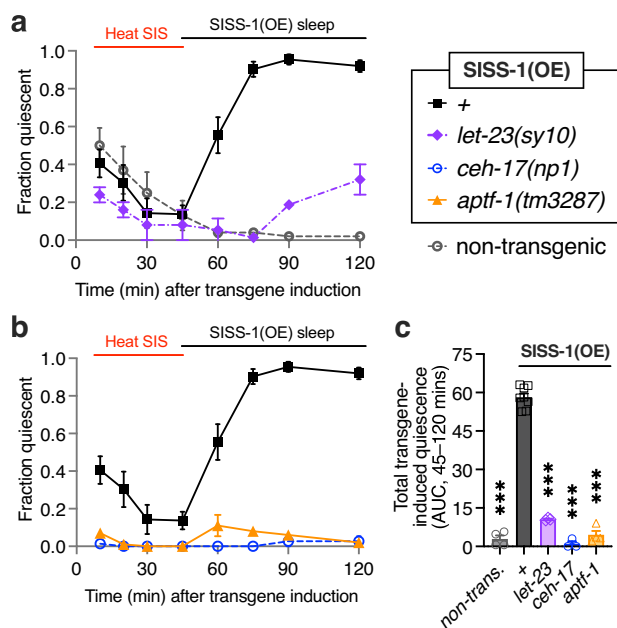 a
Heat SIS
SISS-1(OE) sleep
Fraction quiescent
1.0
0.8
0.6
0.4
0.2
0.0
0
30
60
90
120
Time (min) after transgene induction
SISS-1(OE)
+
let-23(sy10)
ceh-17(np1)
aptf-1(tm3287)
non-transgenic
b
Heat SIS
SISS-1(OE) sleep
Fraction quiescent
1.0
0.8
0.6
0.4
0.2
0.0
0
30
60
90
120
Time (min) after transgene induction
c
SISS-1(OE)
Total transgene-
induced quiescence
(AUC, 45–120 mins)
75
60
45
30
15
0
***
***
***
***
non-trans.
+
let-23
ceh-17
aptf-1